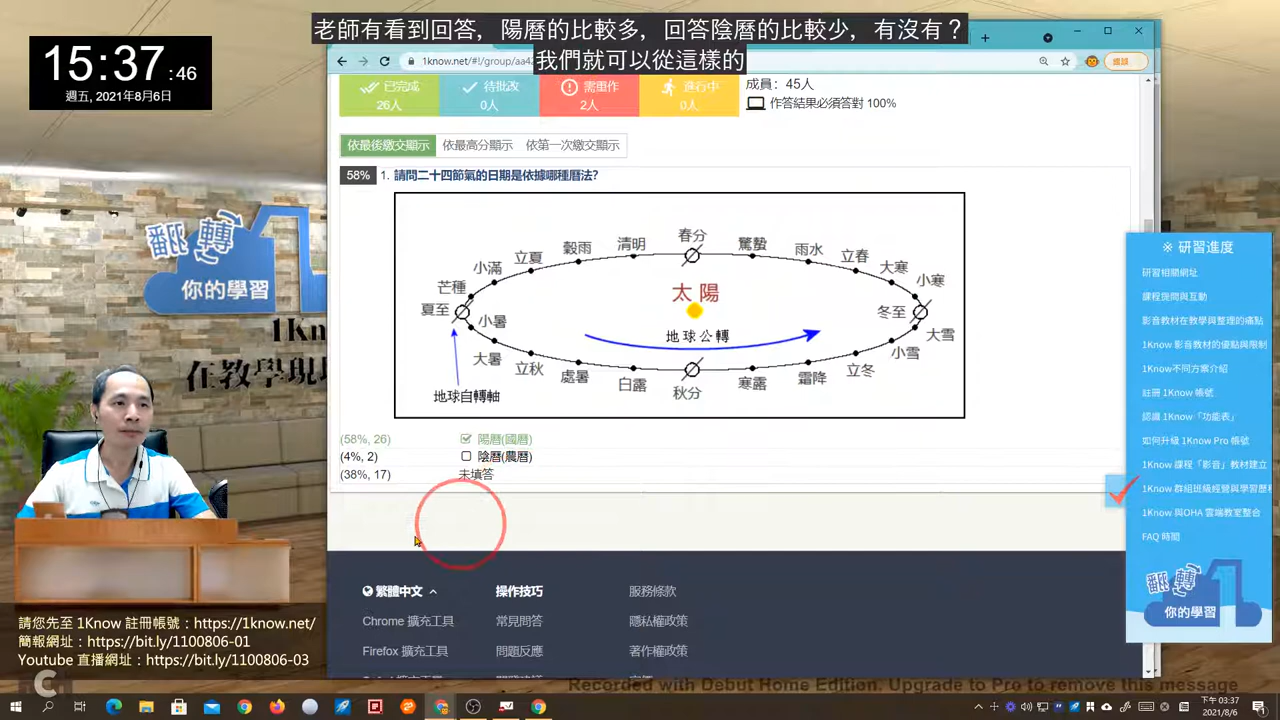 老師有看到回答，陽曆的比較多，回答陰曆的比較少，有沒有？
我們就可以從這樣的
15:37:46
週五, 2021年8月6日
1know.net/#!/group/aa4
已完成
26人
待批改
0人
需重作
2人
進行中
0人
成員：45人
作答結果必須答對 100%
依最後繳交顯示 依最高分顯示 依第一次繳交顯示
58% 1. 請問二十四節氣的日期是依據哪種曆法?
春分
清明
穀雨
立夏
小滿
芒種
夏至
驚蟄
雨水
立春
大寒
小寒
冬至
太陽
地球公轉
小暑
大暑
立秋
處暑
白露
秋分
寒露
霜降
立冬
小雪
大雪
地球自轉軸
(58%, 26) 陽曆(國曆)
(4%, 2) 陰曆(農曆)
(38%, 17) 未填答
繁體中文 操作技巧 服務條款
Chrome 擴充工具 常見問答 隱私權政策
Firefox 擴充工具 問題反應 著作權政策
※ 研習進度
研習相關網址
課程提問與互動
影音教材在教學與整理的痛點
1Know 影音教材的優點與限制
1Know不同方案介紹
註冊 1Know 帳號
認識 1Know「功能表」
如何升級 1Know Pro 帳號
1Know 課程「影音」教材建立
1Know 群組班級經營與學習歷程
1Know 與OHA 雲端教室整合
FAQ 時間
翻轉
你的學習
翻轉
你的學習
1Know
在教學現場
請您先至 1Know 註冊帳號：https://1know.net/
簡報網址：https://bit.ly/1100806-01
Youtube 直播網址：https://bit.ly/1100806-03
Recorded with Debut Home Edition. Upgrade to Pro to remove this message
下午 03:37
2021/8/6